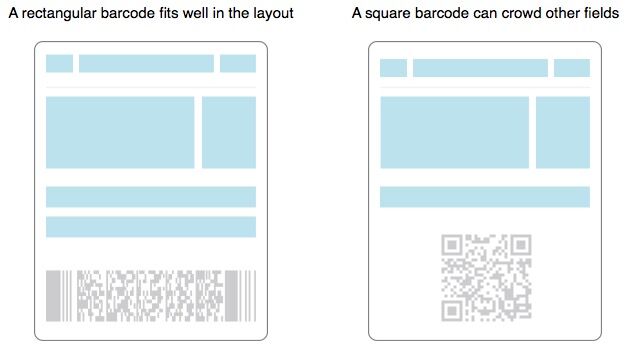 A rectangular barcode fits well in the layout
A square barcode can crowd other fields